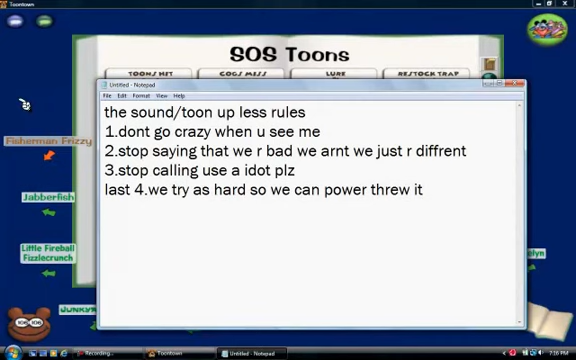 Toontown
SOS Toons
TOONS HIT
COGS MISS
LURE
RESTOCK TRAP
Untitled - Notepad
File Edit Format View Help
the sound/toon up less rules
1.dont go crazy when u see me
2.stop saying that we r bad we arnt we just r diffrent
3.stop calling use a idot plz
last 4.we try as hard so we can power threw it
Fisherman Frizzy
Jabberfish
Little Fireball
Fizzlecrunch
106 106
Recording...
Toontown
Untitled - Notepad
7:26 PM